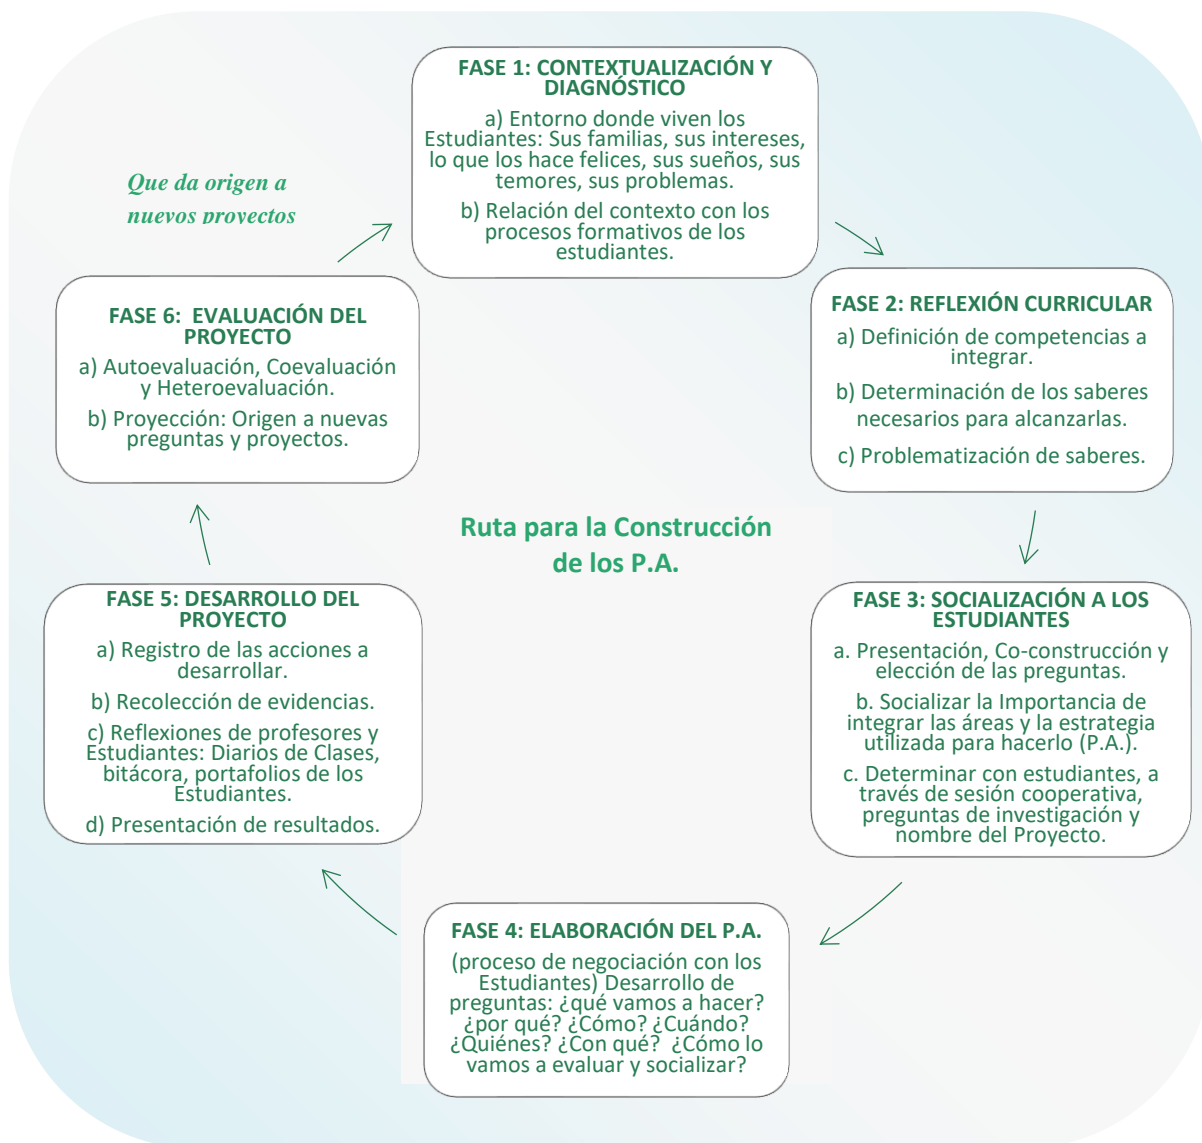 FASE 1: CONTEXTUALIZACIÓN Y
DIAGNÓSTICO
a) Entorno donde viven los
Estudiantes: Sus familias, sus intereses,
lo que los hace felices, sus sueños, sus
temores, sus problemas.
b) Relación del contexto con los
procesos formativos de los
estudiantes.
FASE 2: REFLEXIÓN CURRICULAR
a) Definición de competencias a
integrar.
b) Determinación de los saberes
necesarios para alcanzarlas.
c) Problematización de saberes.
FASE 3: SOCIALIZACIÓN A LOS
ESTUDIANTES
a. Presentación, Co-construcción y
elección de las preguntas.
b. Socializar la Importancia de
integrar las áreas y la estrategia
utilizada para hacerlo (P.A.).
c. Determinar con estudiantes, a
través de sesión cooperativa,
preguntas de investigación y
nombre del Proyecto.
FASE 4: ELABORACIÓN DEL P.A.
(proceso de negociación con los
Estudiantes) Desarrollo de
preguntas: ¿qué vamos a hacer?
¿por qué? ¿Cómo? ¿Cuándo?
¿Quiénes? ¿Con qué? ¿Cómo lo
vamos a evaluar y socializar?
FASE 5: DESARROLLO DEL
PROYECTO
a) Registro de las acciones a
desarrollar.
b) Recolección de evidencias.
c) Reflexiones de profesores y
Estudiantes: Diarios de Clases,
bitácora, portafolios de los
Estudiantes.
d) Presentación de resultados.
FASE 6: EVALUACIÓN DEL
PROYECTO
a) Autoevaluación, Coevaluación
y Heteroevaluación.
b) Proyección: Origen a nuevas
preguntas y proyectos.
Que da origen a
nuevos proyectos
Ruta para la Construcción
de los P.A.